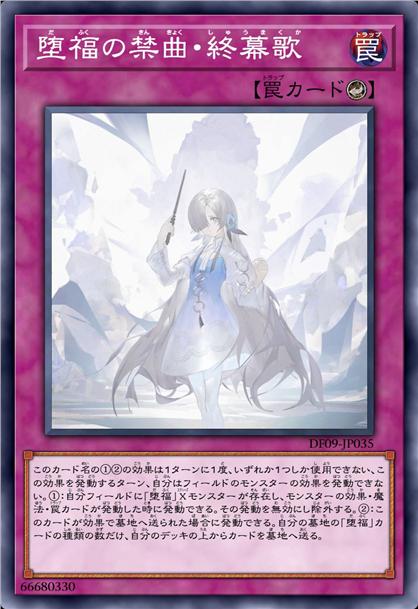 堕福の禁曲・終幕歌
罠
【罠カード】
DF09-JP035
このカード名の①②の効果は1ターンに1度、いずれか1つしか使用できない。こ
の効果を発動するターン、自分はフィールドのモンスターの効果を発動できな
い。①：自分フィールドに「堕福」Xモンスターが存在し、モンスターの効果・魔
法・罠カードが発動した時に発動できる。その発動を無効にし除外する。②：こ
のカードが効果で墓地へ送られた場合に発動できる。自分の墓地の「堕福」カ
ードの種類の数だけ、自分のデッキの上からカードを墓地へ送る。
66680330